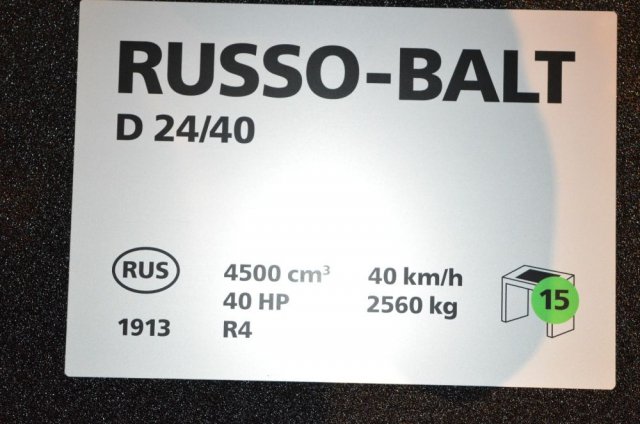 RUSSO-BALT
D 24/40
RUS
1913
4500 cm³
40 HP
R4
40 km/h
2560 kg
15